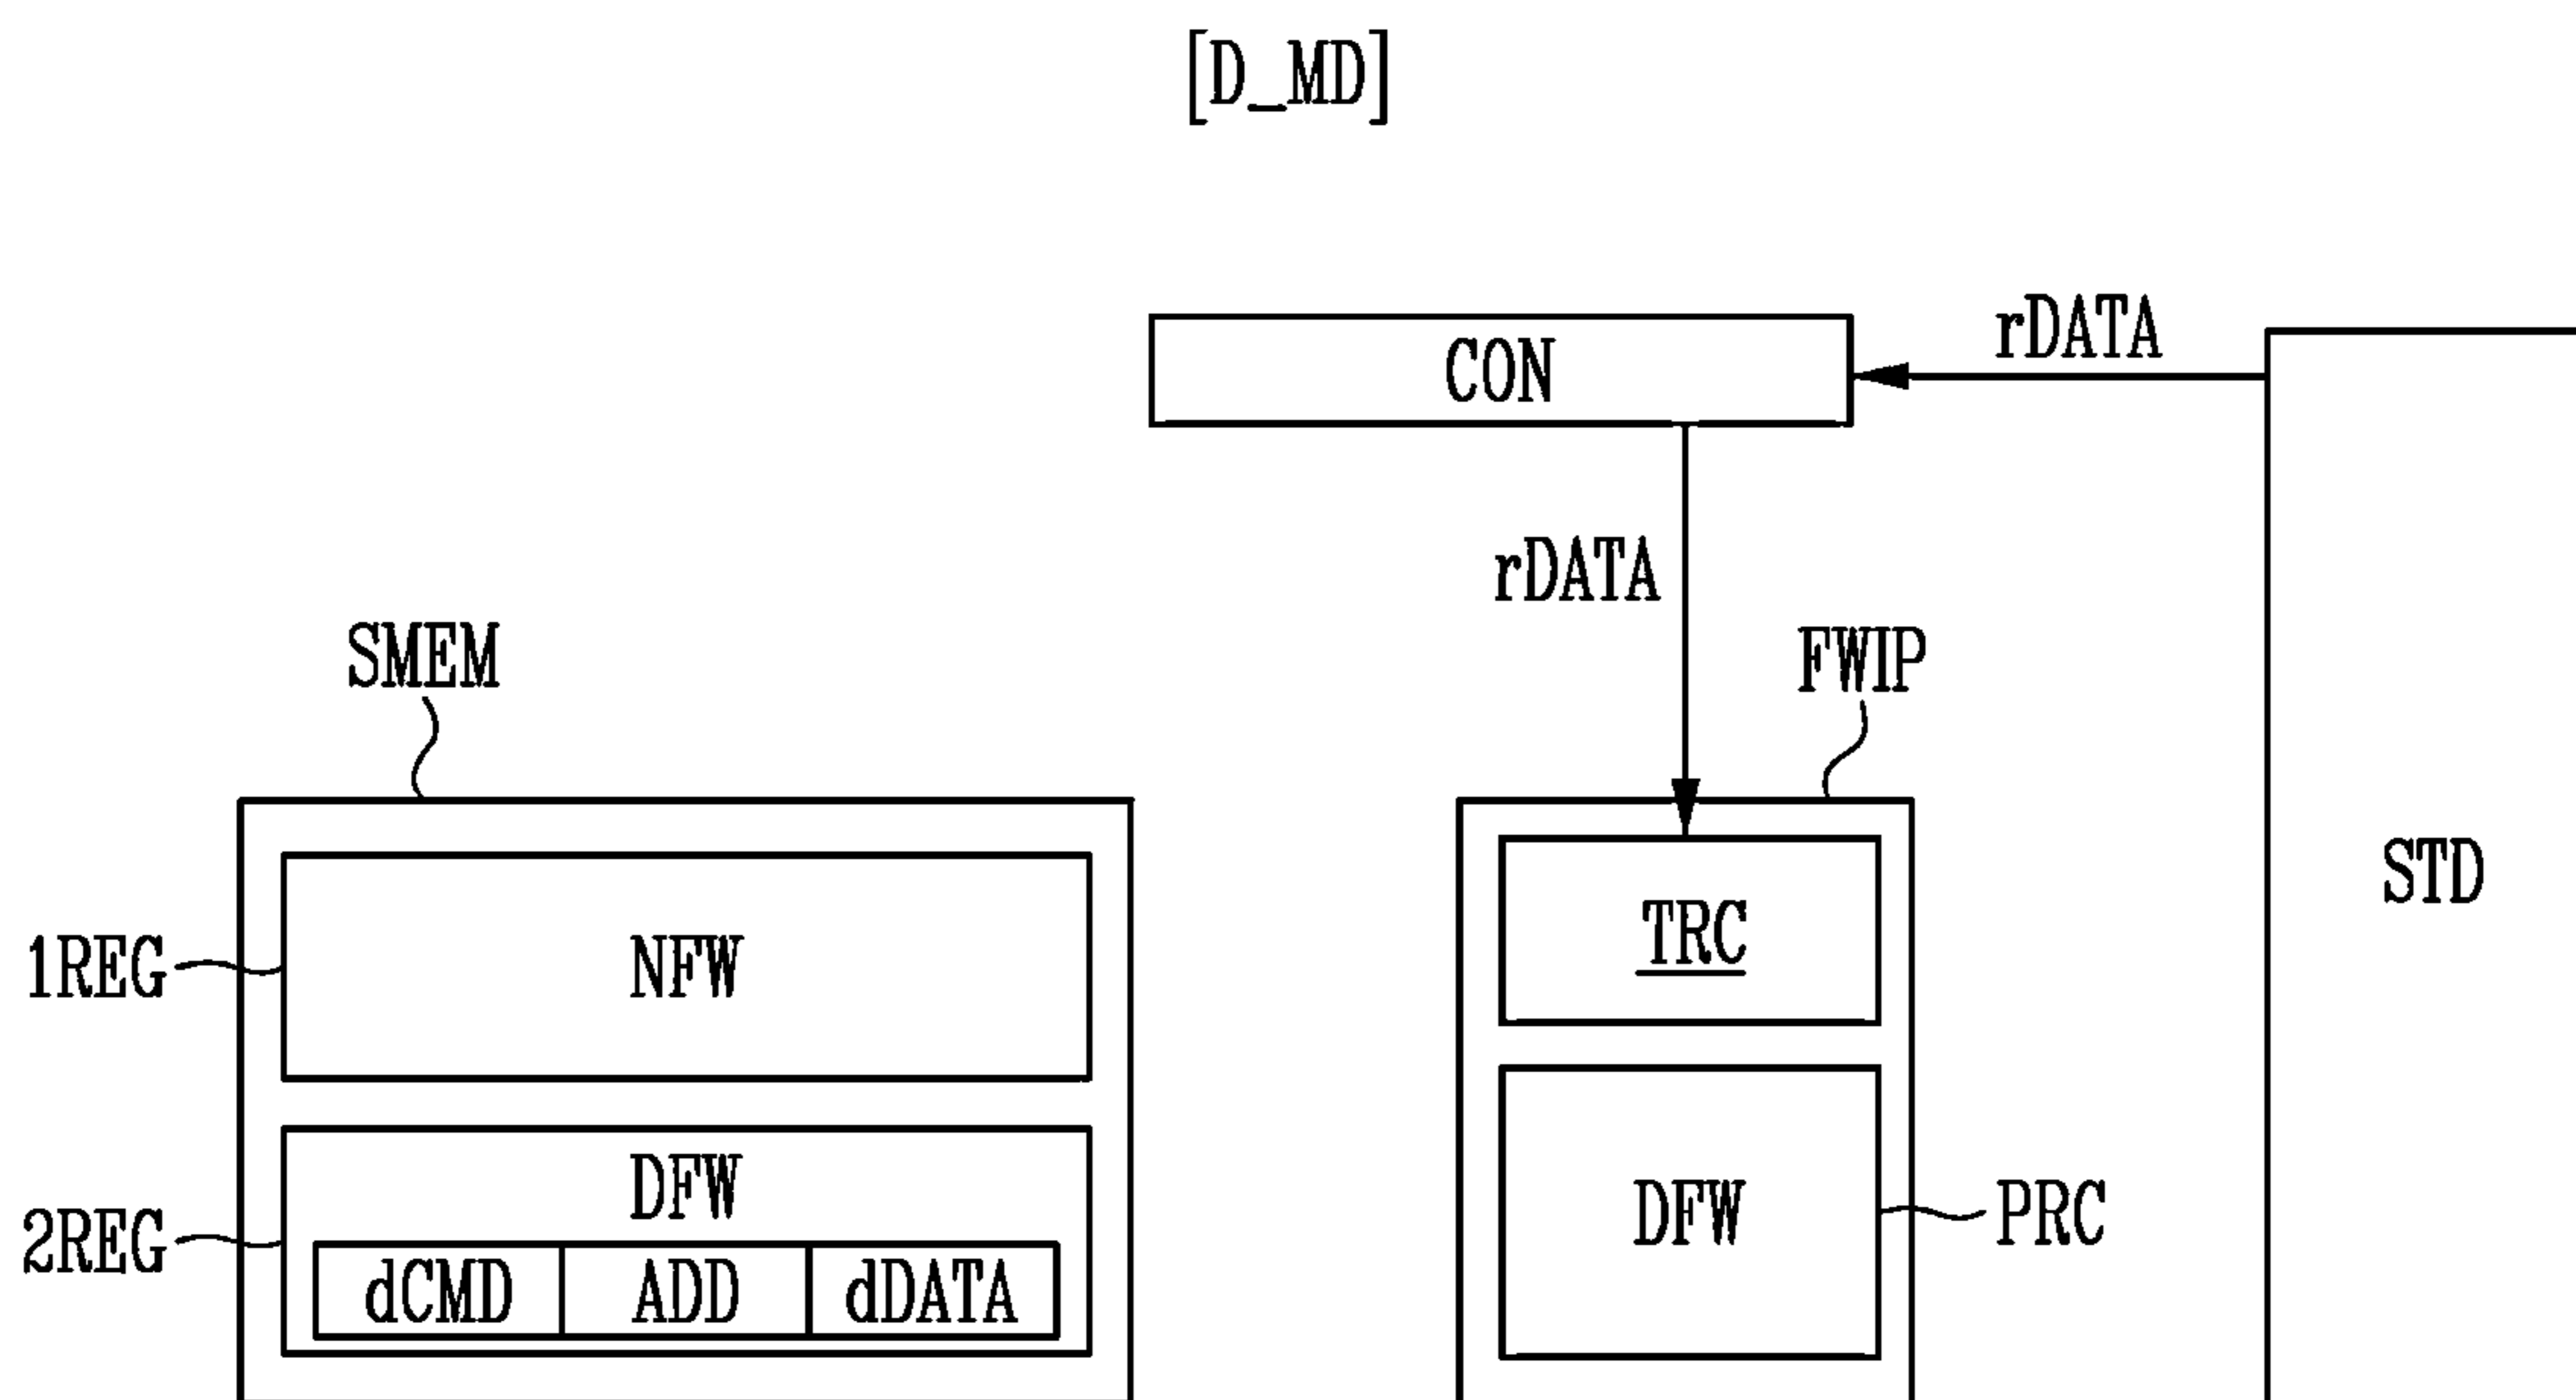 [D_MD]
CON
rDATA
rDATA
SMEM
FWIP
STD
1REG
NFW
TRC
2REG
DFW
dCMD ADD dDATA
DFW
PRC